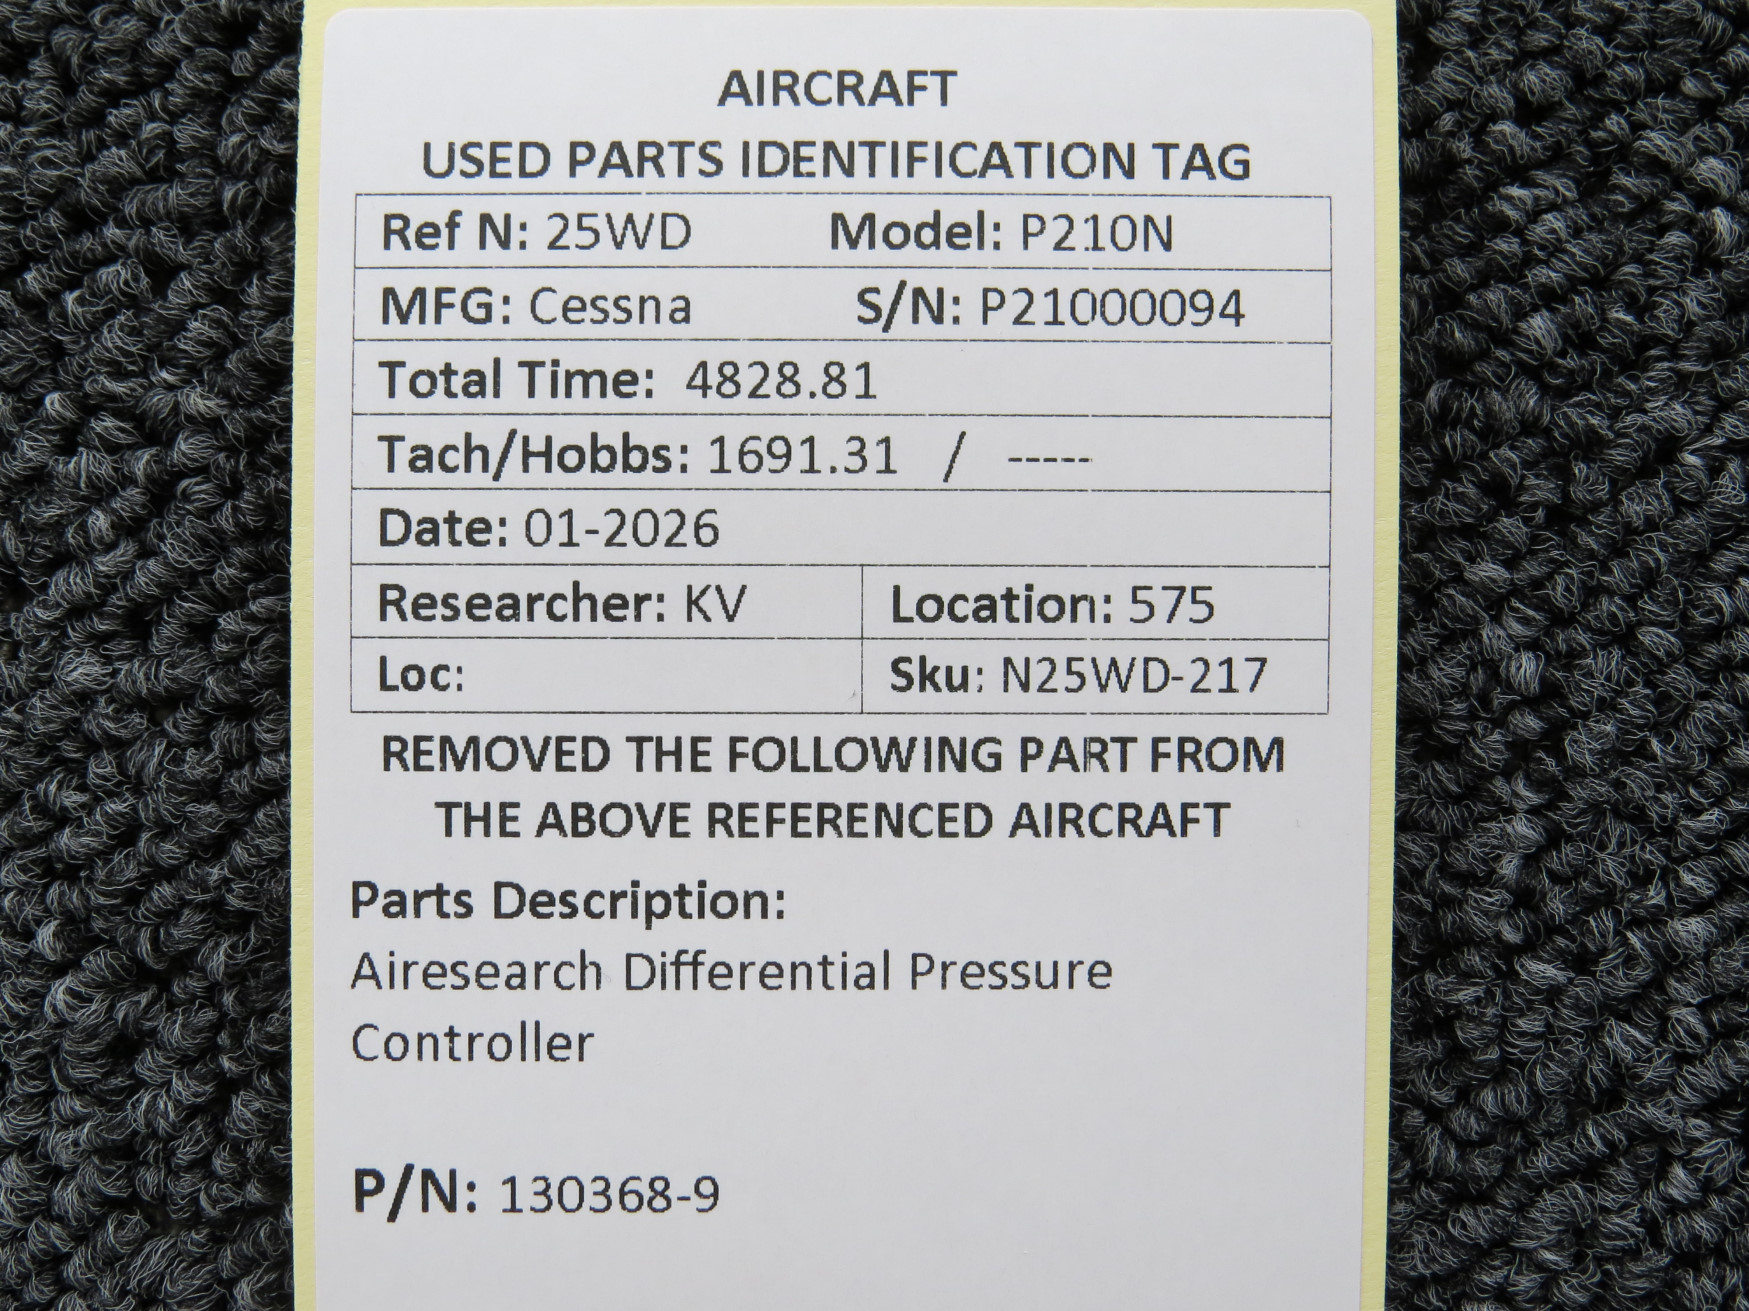 AIRCRAFT
USED PARTS IDENTIFICATION TAG
Ref N: 25WD Model: P210N
MFG: Cessna S/N: P21000094
Total Time: 4828.81
Tach/Hobbs: 1691.31 / -----
Date: 01-2026
Researcher: KV Location: 575
Loc: Sku: N25WD-217
REMOVED THE FOLLOWING PART FROM
THE ABOVE REFERENCED AIRCRAFT
Parts Description:
Airesearch Differential Pressure
Controller
P/N: 130368-9